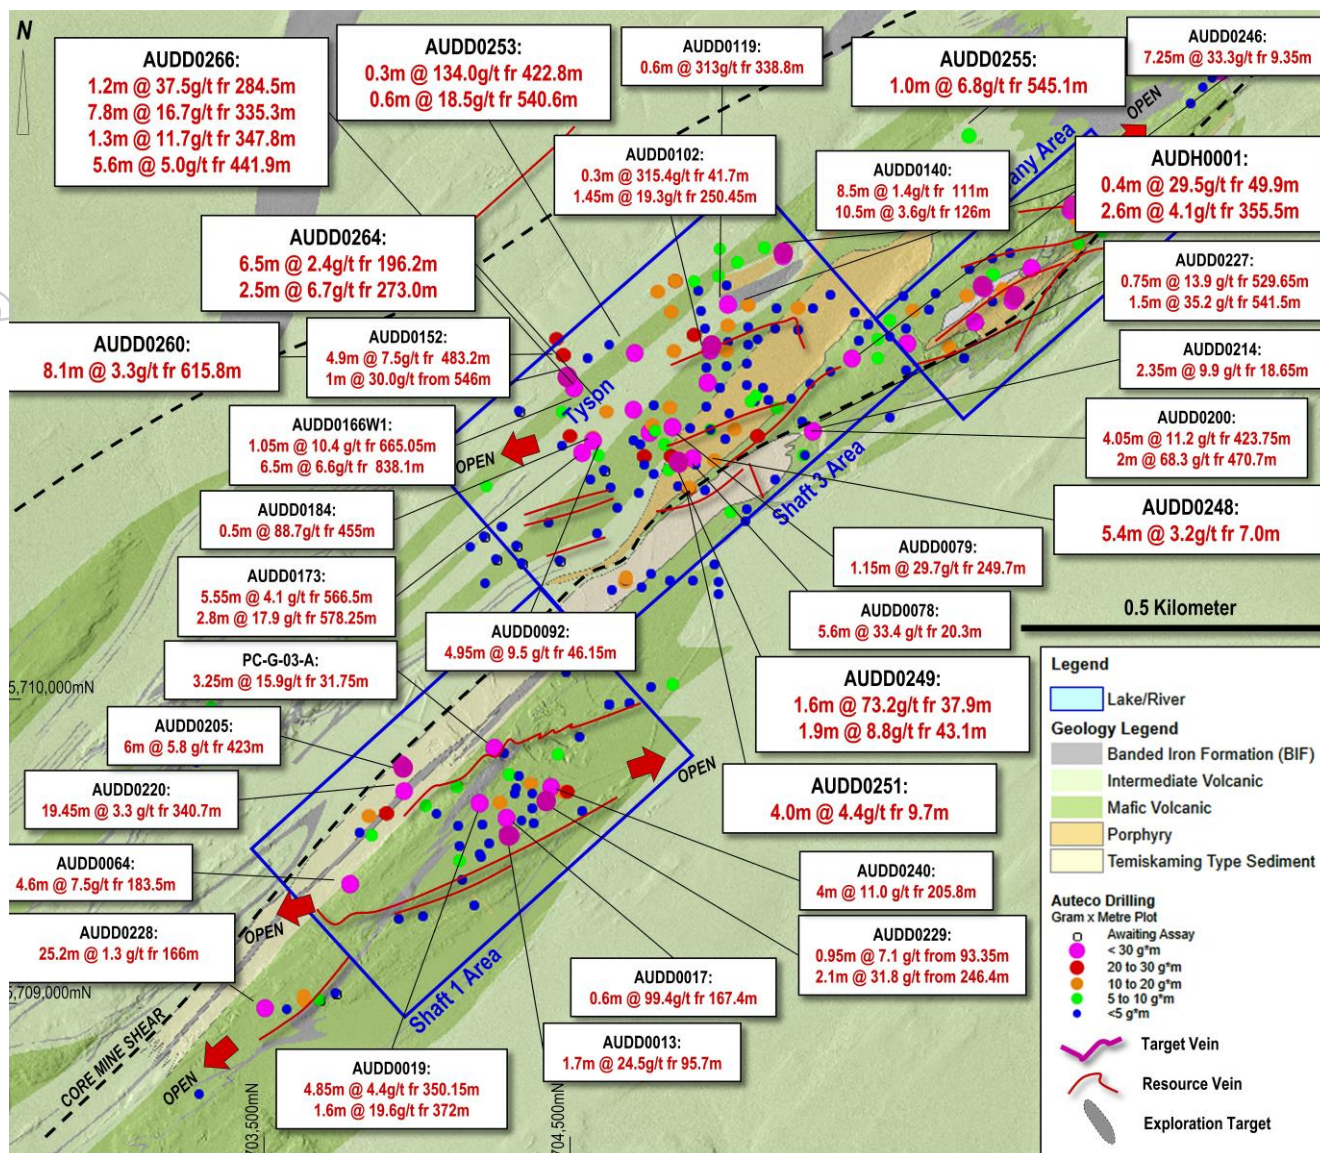 N
AUDD0266:
1.2m @ 37.5g/t fr 284.5m
7.8m @ 16.7g/t fr 335.3m
1.3m @ 11.7g/t fr 347.8m
5.6m @ 5.0g/t fr 441.9m
AUDD0253:
0.3m @ 134.0g/t fr 422.8m
0.6m @ 18.5g/t fr 540.6m
AUDD0119:
0.6m @ 313g/t fr 338.8m
AUDD0255:
1.0m @ 6.8g/t fr 545.1m
AUDD0246:
7.25m @ 33.3g/t fr 9.35m
OPEN
AUDD0102:
0.3m @ 315.4g/t fr 41.7m
1.45m @ 19.3g/t fr 250.45m
AUDD0140:
8.5m @ 1.4g/t fr 111m
10.5m @ 3.6g/t fr 126m
any Area
AUDH0001:
0.4m @ 29.5g/t fr 49.9m
2.6m @ 4.1g/t fr 355.5m
AUDD0264:
6.5m @ 2.4g/t fr 196.2m
2.5m @ 6.7g/t fr 273.0m
AUDD0227:
0.75m @ 13.9 g/t fr 529.65m
1.5m @ 35.2 g/t fr 541.5m
AUDD0260:
8.1m @ 3.3g/t fr 615.8m
AUDD0152:
4.9m @ 7.5g/t fr 483.2m
1m @ 30.0g/t from 546m
AUDD0214:
2.35m @ 9.9 g/t fr 18.65m
Tyson
AUDD0166W1:
1.05m @ 10.4 g/t fr 665.05m
6.5m @ 6.6g/t fr 838.1m
OPEN
AUDD0200:
4.05m @ 11.2 g/t fr 423.75m
2m @ 68.3 g/t fr 470.7m
Shaft 3 Area
AUDD0184:
0.5m @ 88.7g/t fr 455m
AUDD0248:
5.4m @ 3.2g/t fr 7.0m
AUDD0079:
1.15m @ 29.7g/t fr 249.7m
AUDD0173:
5.55m @ 4.1 g/t fr 566.5m
2.8m @ 17.9 g/t fr 578.25m
AUDD0078:
5.6m @ 33.4 g/t fr 20.3m
0.5 Kilometer
AUDD0092:
4.95m @ 9.5 g/t fr 46.15m
PC-G-03-A:
3.25m @ 15.9g/t fr 31.75m
5,710,000mN
AUDD0249:
1.6m @ 73.2g/t fr 37.9m
1.9m @ 8.8g/t fr 43.1m
AUDD0205:
6m @ 5.8 g/t fr 423m
OPEN
AUDD0220:
19.45m @ 3.3 g/t fr 340.7m
AUDD0251:
4.0m @ 4.4g/t fr 9.7m
AUDD0064:
4.6m @ 7.5g/t fr 183.5m
AUDD0240:
4m @ 11.0 g/t fr 205.8m
OPEN
AUDD0228:
25.2m @ 1.3 g/t fr 166m
AUDD0229:
0.95m @ 7.1 g/t from 93.35m
2.1m @ 31.8 g/t from 246.4m
Shaft 1 Area
AUDD0017:
0.6m @ 99.4g/t fr 167.4m
5,709,000mN
AUDD0013:
1.7m @ 24.5g/t fr 95.7m
CORE MINE SHEAR
OPEN
AUDD0019:
4.85m @ 4.4g/t fr 350.15m
1.6m @ 19.6g/t fr 372m
703,500mN
704,500mN
Legend
Lake/River
Geology Legend
Banded Iron Formation (BIF)
Intermediate Volcanic
Mafic Volcanic
Porphyry
Temiskaming Type Sediment
Auteco Drilling
Gram x Metre Plot
Awaiting Assay
< 30 g*m
20 to 30 g*m
10 to 20 g*m
5 to 10 g*m
<5 g*m
Target Vein
Resource Vein
Exploration Target